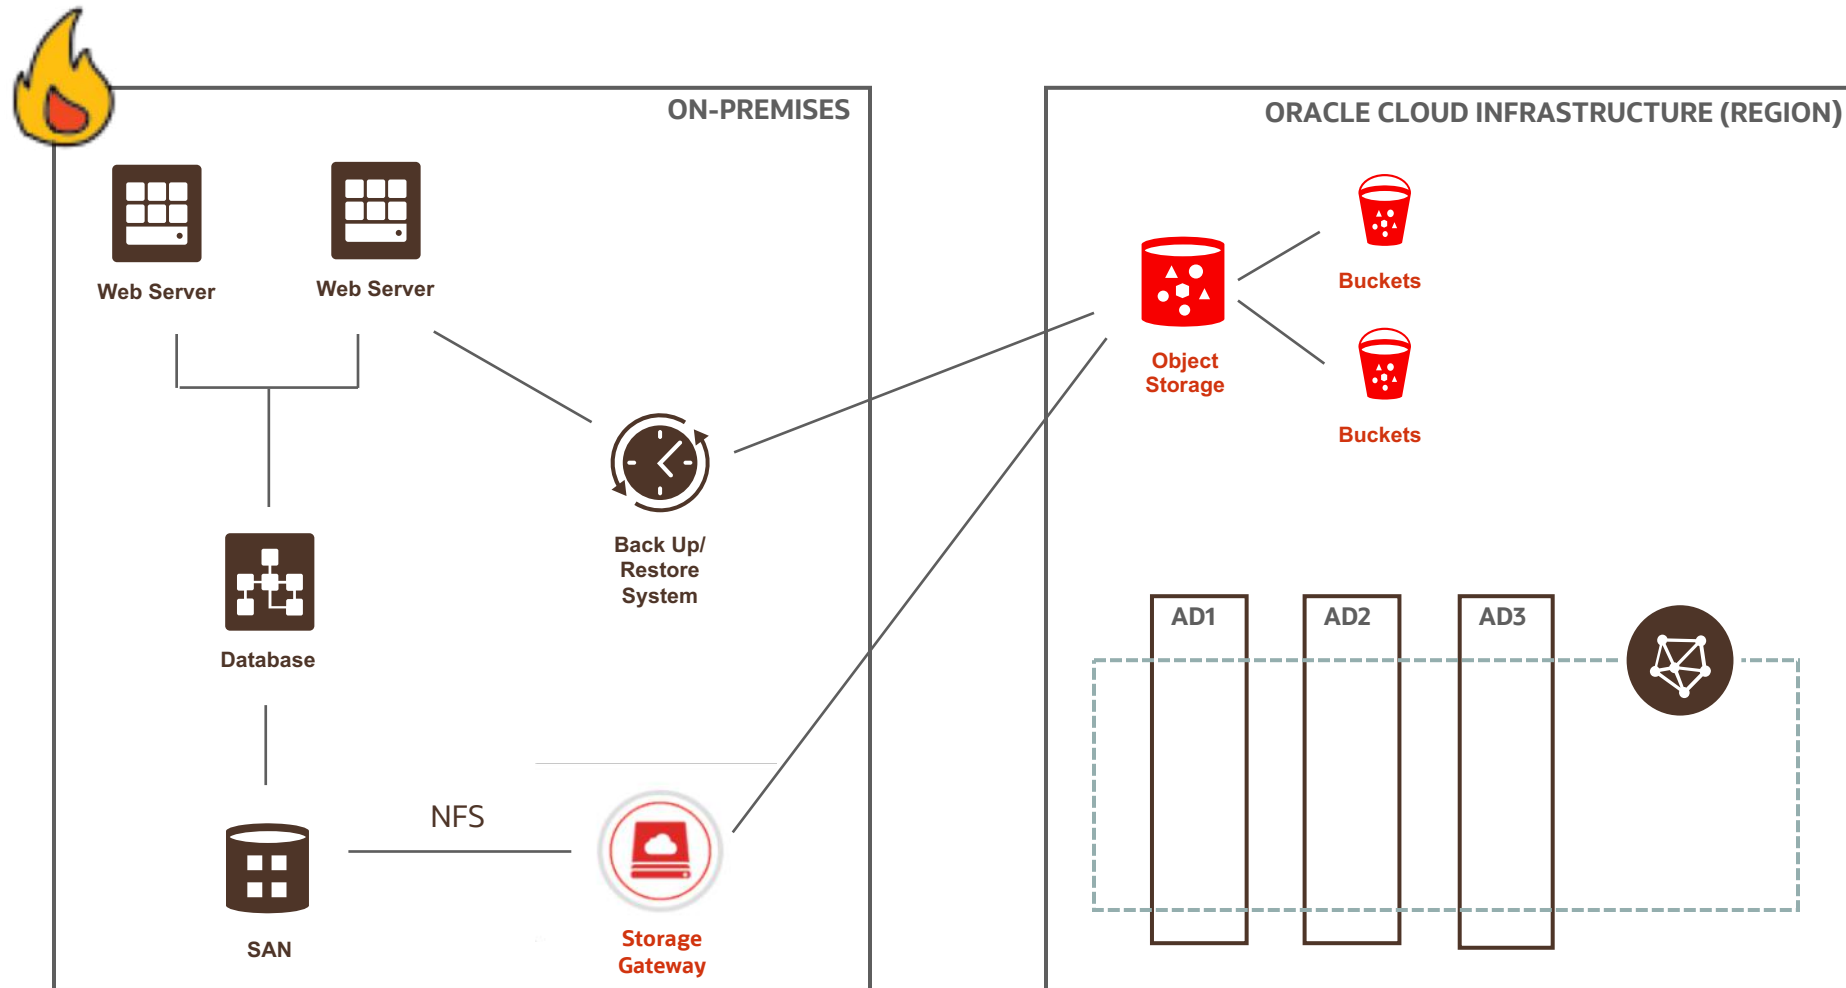 ON-PREMISES
Web Server
Web Server
Back Up/
Restore
System
Database
NFS
SAN
Storage
Gateway
ORACLE CLOUD INFRASTRUCTURE (REGION)
Object
Storage
Buckets
Buckets
AD1
AD2
AD3